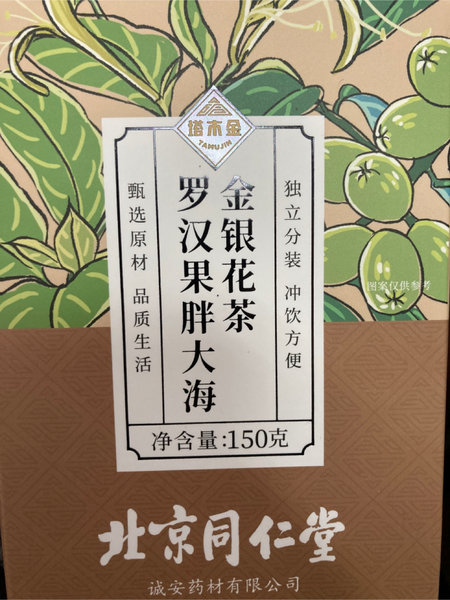 塔木金
TAMUJIN
独立分装 冲饮方便
金银花茶
罗汉果胖大海
甄选原材 品质生活
图案仅供参考
净含量:150克
北京同仁堂
诚安药材有限公司